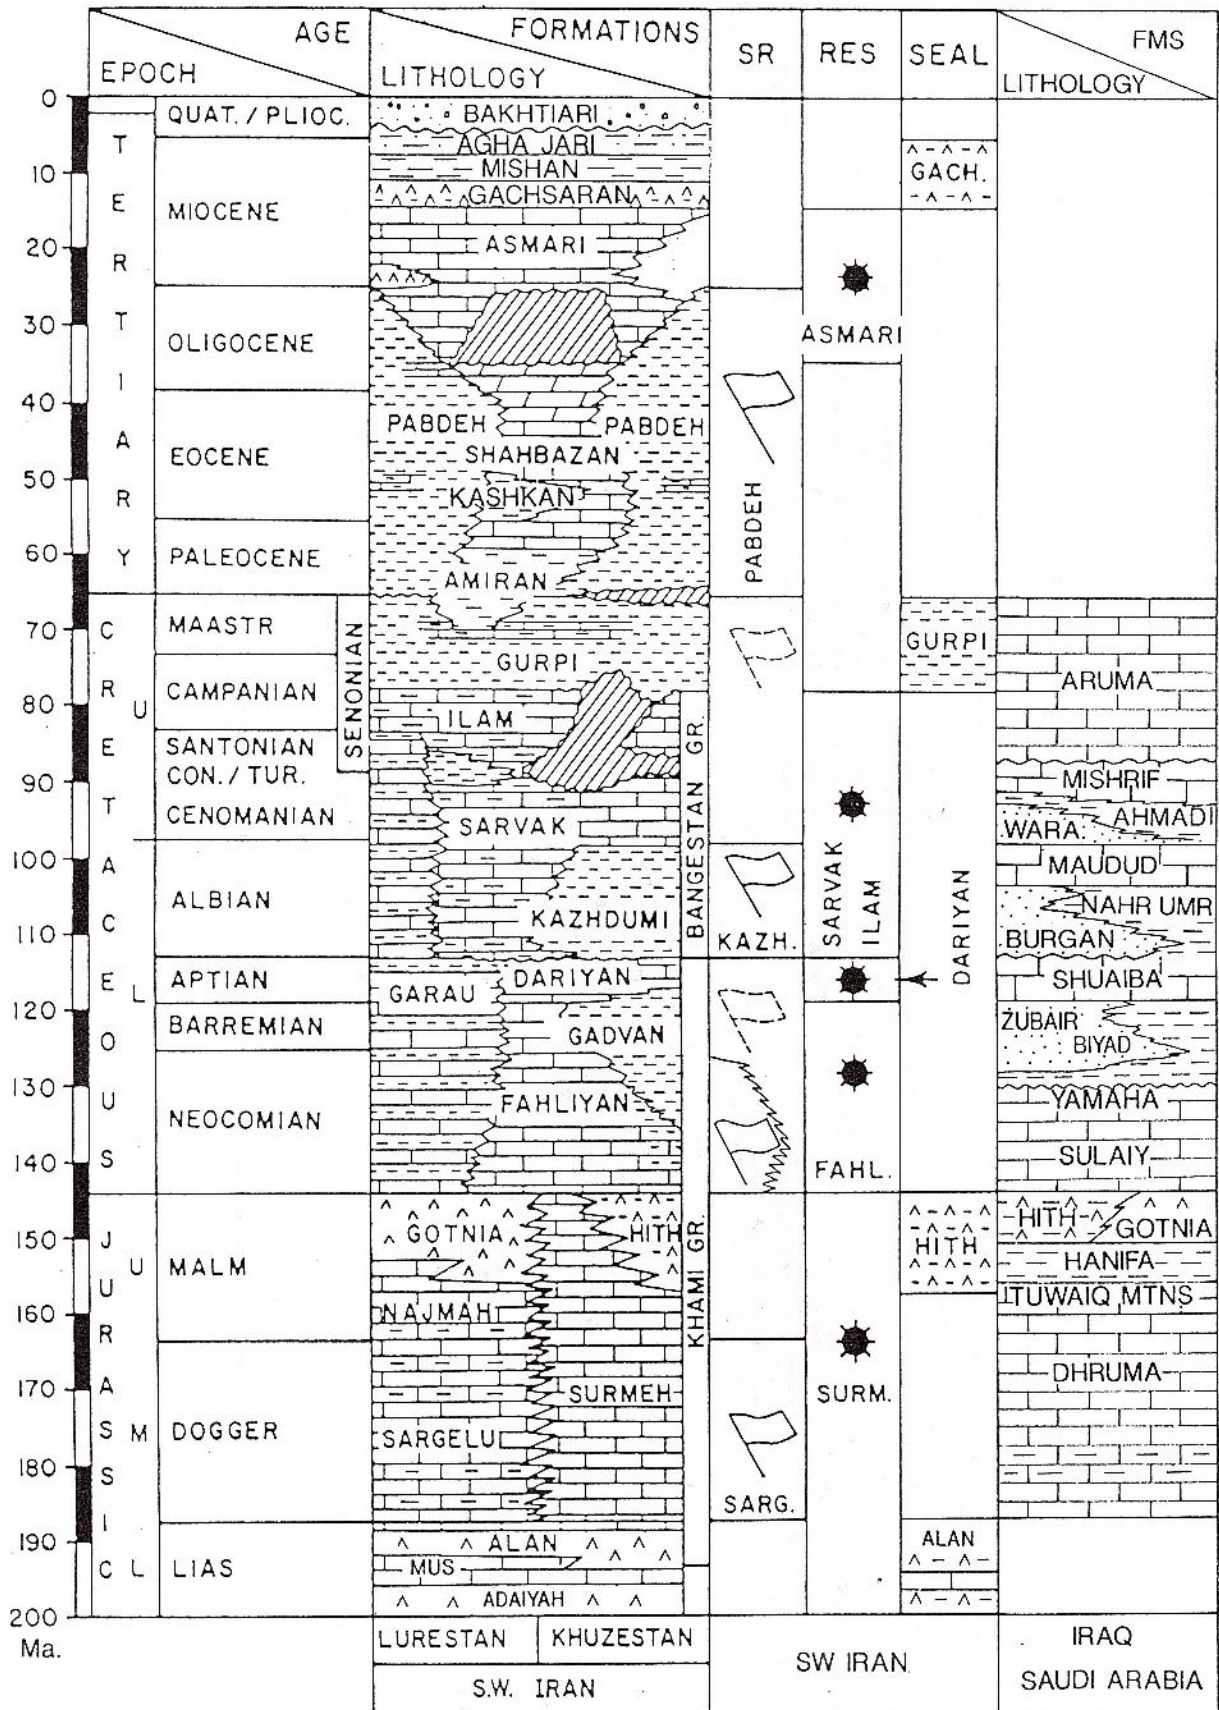 AGE
EPOCH
FORMATIONS
LITHOLOGY
SR
RES
SEAL
FMS
LITHOLOGY
0
10
20
30
40
50
60
70
80
90
100
110
120
130
140
150
160
170
180
190
200
Ma.
TERTIARY
CRETACEOUS
U
L
JURASSIC
U
M
L
QUAT. / PLIOC.
MIOCENE
OLIGOCENE
EOCENE
PALEOCENE
MAASTR
CAMPANIAN
SANTONIAN
CON. / TUR.
CENOMANIAN
SENONIAN
ALBIAN
APTIAN
BARREMIAN
NEOCOMIAN
MALM
DOGGER
LIAS
BAKHTIARI
AGHA JARI
MISHAN
GACHSARAN
ASMARI
PABDEH
PABDEH
SHAHBAZAN
KASHKAN
AMIRAN
GURPI
ILAM
SARVAK
KAZHDUMI
DARIYAN
GARAU
GADVAN
FAHLIYAN
GOTNIA
HITH
NAJMAH
SURMEH
SARGELU
ALAN
MUS
ADAIYAH
BANGESTAN GR.
KHAMI GR.
PABDEH
KAZH.
SARG.
ASMARI
SARVAK
ILAM
FAHL.
SURM.
GACH.
GURPI
DARIYAN
HITH
ALAN
ARUMA
MISHRIF
AHMADI
WARA
MAUDUD
NAHR UMR
BURGAN
SHUAIBA
ZUBAIR
BIYAD
YAMAHA
SULAIY
HITH
GOTNIA
HANIFA
TUWAIQ MTNS
DHRUMA
LURESTAN
KHUZESTAN
S.W. IRAN
SW IRAN
IRAQ
SAUDI ARABIA